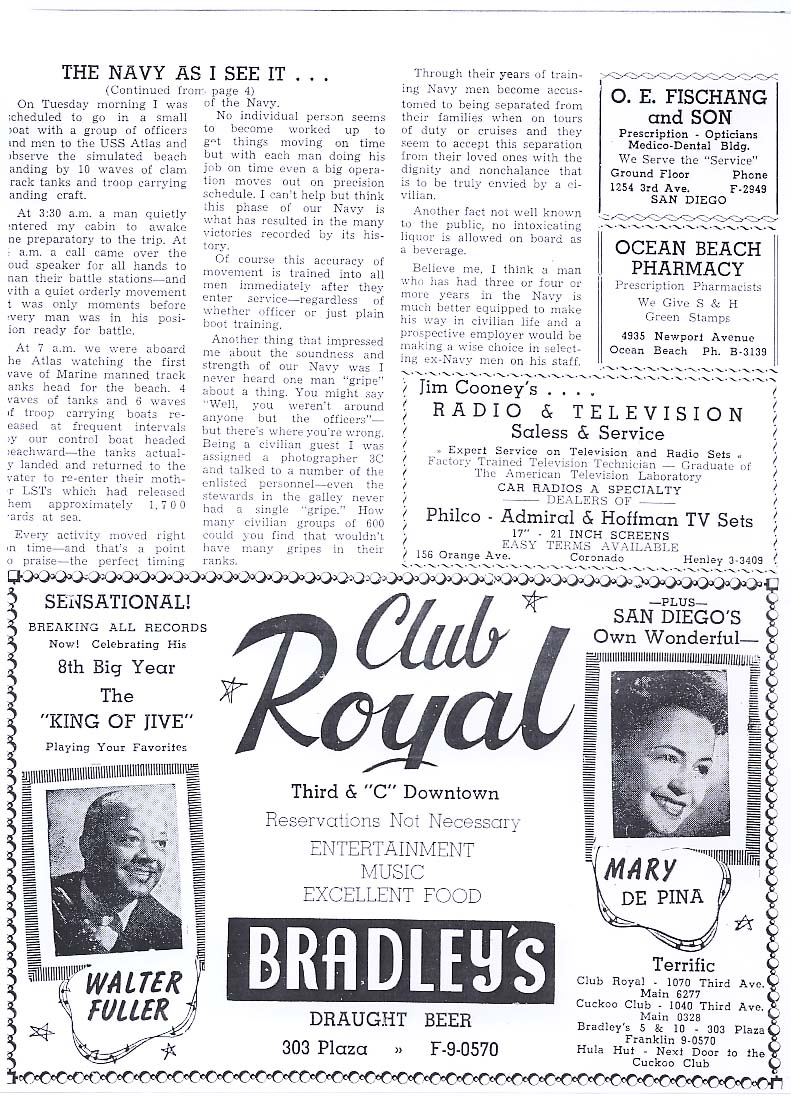 THE NAVY AS I SEE IT . . .
(Continued from page 4)
On Tuesday morning I was
cheduled to go in a small
oat with a group of officers
nd men to the USS Atlas and
bserve the simulated beach
anding by 10 waves of clam
rack tanks and troop carrying
anding craft.
At 3:30 a.m. a man quietly
ntered my cabin to awake
ne preparatory to the trip. At
a.m. a call came over the
oud speaker for all hands to
nan their battle stations—and
vith a quiet orderly movement
t was only moments before
very man was in his posi-
ion ready for battle.
At 7 a.m. we were aboard
he Atlas watching the first
vave of Marine manned track
anks head for the beach. 4
vaves of tanks and 6 waves
f troop carrying boats re-
eased at frequent intervals
y our control boat headed
eachward—the tanks actual-
y landed and returned to the
vater to re-enter their moth-
r LSTs which had released
hem approximately 1,700
ards at sea.
Every activity moved right
n time—and that's a point
o praise—the perfect timing
of the Navy.
No individual person seems
to become worked up to
get things moving on time
but with each man doing his
job on time even a big opera-
tion moves out on precision
schedule. I can't help but think
this phase of our Navy is
what has resulted in the many
victories recorded by its his-
tory.
Of course this accuracy of
movement is trained into all
men immediately after they
enter service—regardless of
whether officer or just plain
boot training.
Another thing that impressed
me about the soundness and
strength of our Navy was I
never heard one man "gripe"
about a thing. You might say
"Well, you weren't around
anyone but the officers"—
but there's where you're wrong.
Being a civilian guest I was
assigned a photographer 3C
and talked to a number of the
enlisted personnel—even the
stewards in the galley never
had a single "gripe." How
many civilian groups of 600
could you find that wouldn't
have many gripes in their
ranks.
Through their years of train-
ing Navy men become accus-
tomed to being separated from
their families when on tours
of duty or cruises and they
seem to accept this separation
from their loved ones with the
dignity and nonchalance that
is to be truly envied by a ci-
vilian.
Another fact not well known
to the public, no intoxicating
liquor is allowed on board as
a beverage.
Believe me, I think a man
who has had three or four or
more years in the Navy is
much better equipped to make
his way in civilian life and a
prospective employer would be
making a wise choice in select-
ing ex-Navy men on his staff.
O. E. FISCHANG
and SON
Prescription - Opticians
Medico-Dental Bldg.
We Serve the "Service"
Ground Floor Phone
1254 3rd Ave. F-2949
SAN DIEGO
OCEAN BEACH
PHARMACY
Prescription Pharmacists
We Give S & H
Green Stamps
4935 Newport Avenue
Ocean Beach Ph. B-3139
Jim Cooney's . . . .
RADIO & TELEVISION
Saless & Service
» Expert Service on Television and Radio Sets «
Factory Trained Television Technician — Graduate of
The American Television Laboratory
CAR RADIOS A SPECIALTY
—— DEALERS OF ——
Philco - Admiral & Hoffman TV Sets
17" - 21 INCH SCREENS
EASY TERMS AVAILABLE
156 Orange Ave. Coronado Henley 3-3409
SENSATIONAL!
BREAKING ALL RECORDS
Now! Celebrating His
8th Big Year
The
"KING OF JIVE"
Playing Your Favorites
WALTER
FULLER
Club
Royal
Third & "C" Downtown
Reservations Not Necessary
ENTERTAINMENT
MUSIC
EXCELLENT FOOD
BRADLEY'S
DRAUGHT BEER
303 Plaza » F-9-0570
—PLUS—
SAN DIEGO'S
Own Wonderful—
MARY
DE PINA
Terrific
Club Royal - 1070 Third Ave.
Main 6277
Cuckoo Club - 1040 Third Ave.
Main 0328
Bradley's 5 & 10 - 303 Plaza
Franklin 9-0570
Hula Hut - Next Door to the
Cuckoo Club